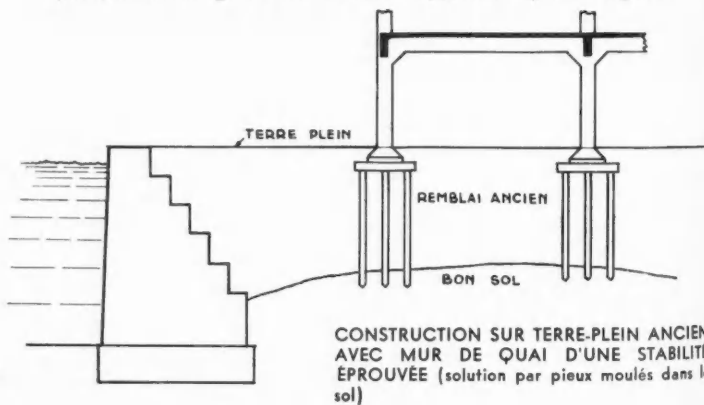 TERRE PLEIN
REMBLAI ANCIEN
BON SOL
CONSTRUCTION SUR TERRE-PLEIN ANCIEN
AVEC MUR DE QUAI D'UNE STABILITÉ
ÉPROUVÉE (solution par pieux moulés dans le
sol)